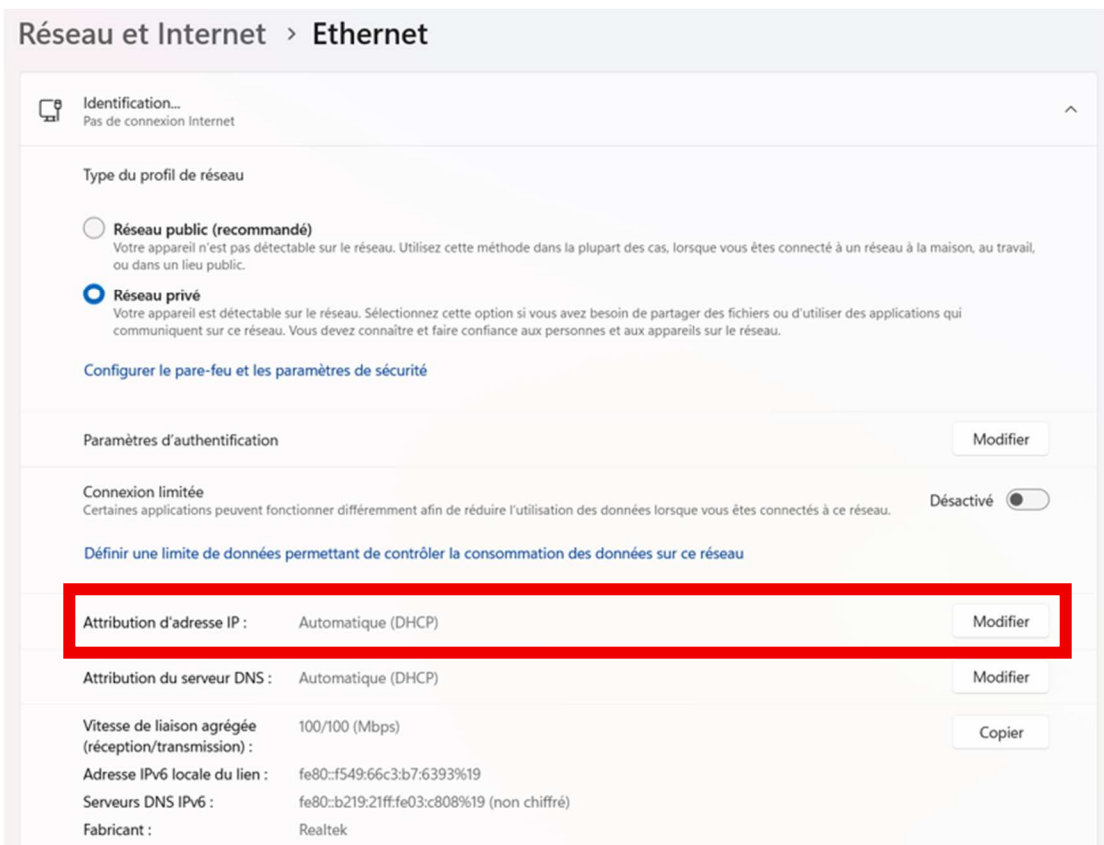 Réseau et Internet > Ethernet
Identification...
Pas de connexion Internet
Type du profil de réseau
Réseau public (recommandé)
Votre appareil n'est pas détectable sur le réseau. Utilisez cette méthode dans la plupart des cas, lorsque vous êtes connecté à un réseau à la maison, au travail,
ou dans un lieu public.
Réseau privé
Votre appareil est détectable sur le réseau. Sélectionnez cette option si vous avez besoin de partager des fichiers ou d'utiliser des applications qui
communiquent sur ce réseau. Vous devez connaître et faire confiance aux personnes et aux appareils sur le réseau.
Configurer le pare-feu et les paramètres de sécurité
Paramètres d'authentification Modifier
Connexion limitée
Certaines applications peuvent fonctionner différemment afin de réduire l'utilisation des données lorsque vous êtes connectés à ce réseau. Désactivé
Définir une limite de données permettant de contrôler la consommation des données sur ce réseau
Attribution d'adresse IP : Automatique (DHCP) Modifier
Attribution du serveur DNS : Automatique (DHCP) Modifier
Vitesse de liaison agrégée 100/100 (Mbps) Copier
(réception/transmission) :
Adresse IPv6 locale du lien : fe80::f549:66c3:b7:6393%19
Serveurs DNS IPv6 : fe80::b219:21ff:fe03:c808%19 (non chiffré)
Fabricant : Realtek